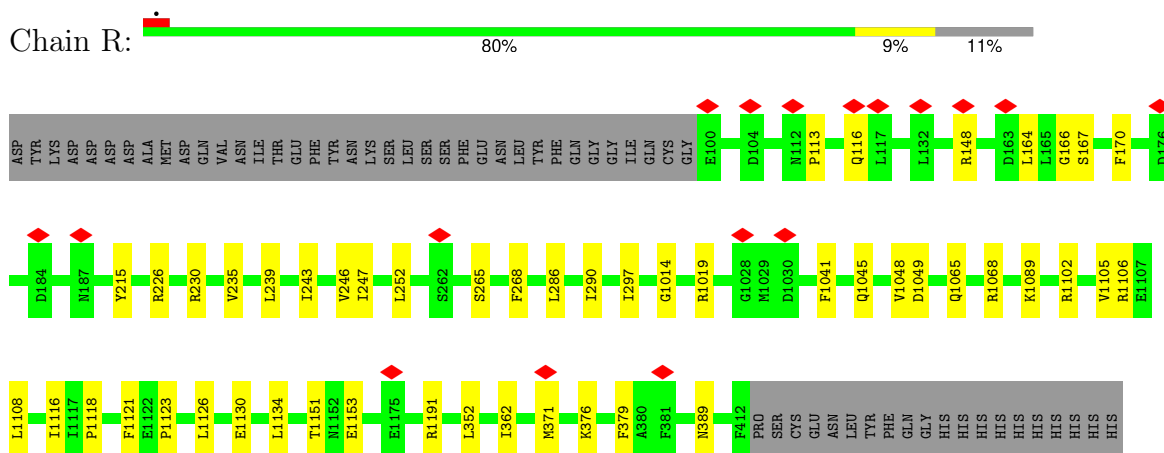 Chain R:
80% 9% 11%
ASP TYR LYS ASP ASP ASP ASP ALA MET ASP GLN VAL ASN ILE THR GLU PHE TYR ASN LYS SER LEU SER SER PHE GLU ASN LEU TYR PHE GLN GLY GLY ILE GLN CYS GLY E100 D104 N112 P113 Q116 L117 L132 R148 D163 L164 L165 G166 S167 F170 D176
D184 N187 Y215 R226 R230 V235 L239 I243 V246 I247 L252 S262 S265 F268 L286 I290 I297 G1014 R1019 G1028 M1029 D1030 F1041 Q1045 V1048 D1049 Q1065 R1068 K1089 R1102 V1105 R1106 E1107
L1108 I1116 I1117 P1118 F1121 E1122 P1123 L1126 E1130 L1134 T1151 N1152 E1153 E1175 R1191 L352 I362 M371 K376 F379 A380 F381 N389 F412 PRO SER CYS GLU ASN LEU TYR PHE GLN GLY HIS HIS HIS HIS HIS HIS HIS HIS HIS HIS